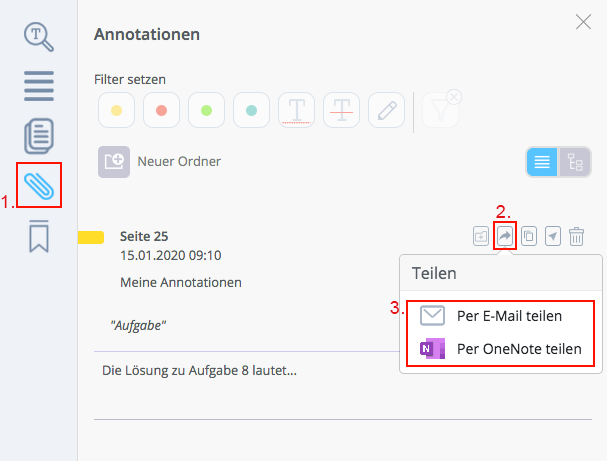 Annotationen
Filter setzen
Neuer Ordner
1.
2.
Seite 25
15.01.2020 09:10
Meine Annotationen
Teilen
3.
Per E-Mail teilen
"Aufgabe"
Per OneNote teilen
Die Lösung zu Aufgabe 8 lautet...